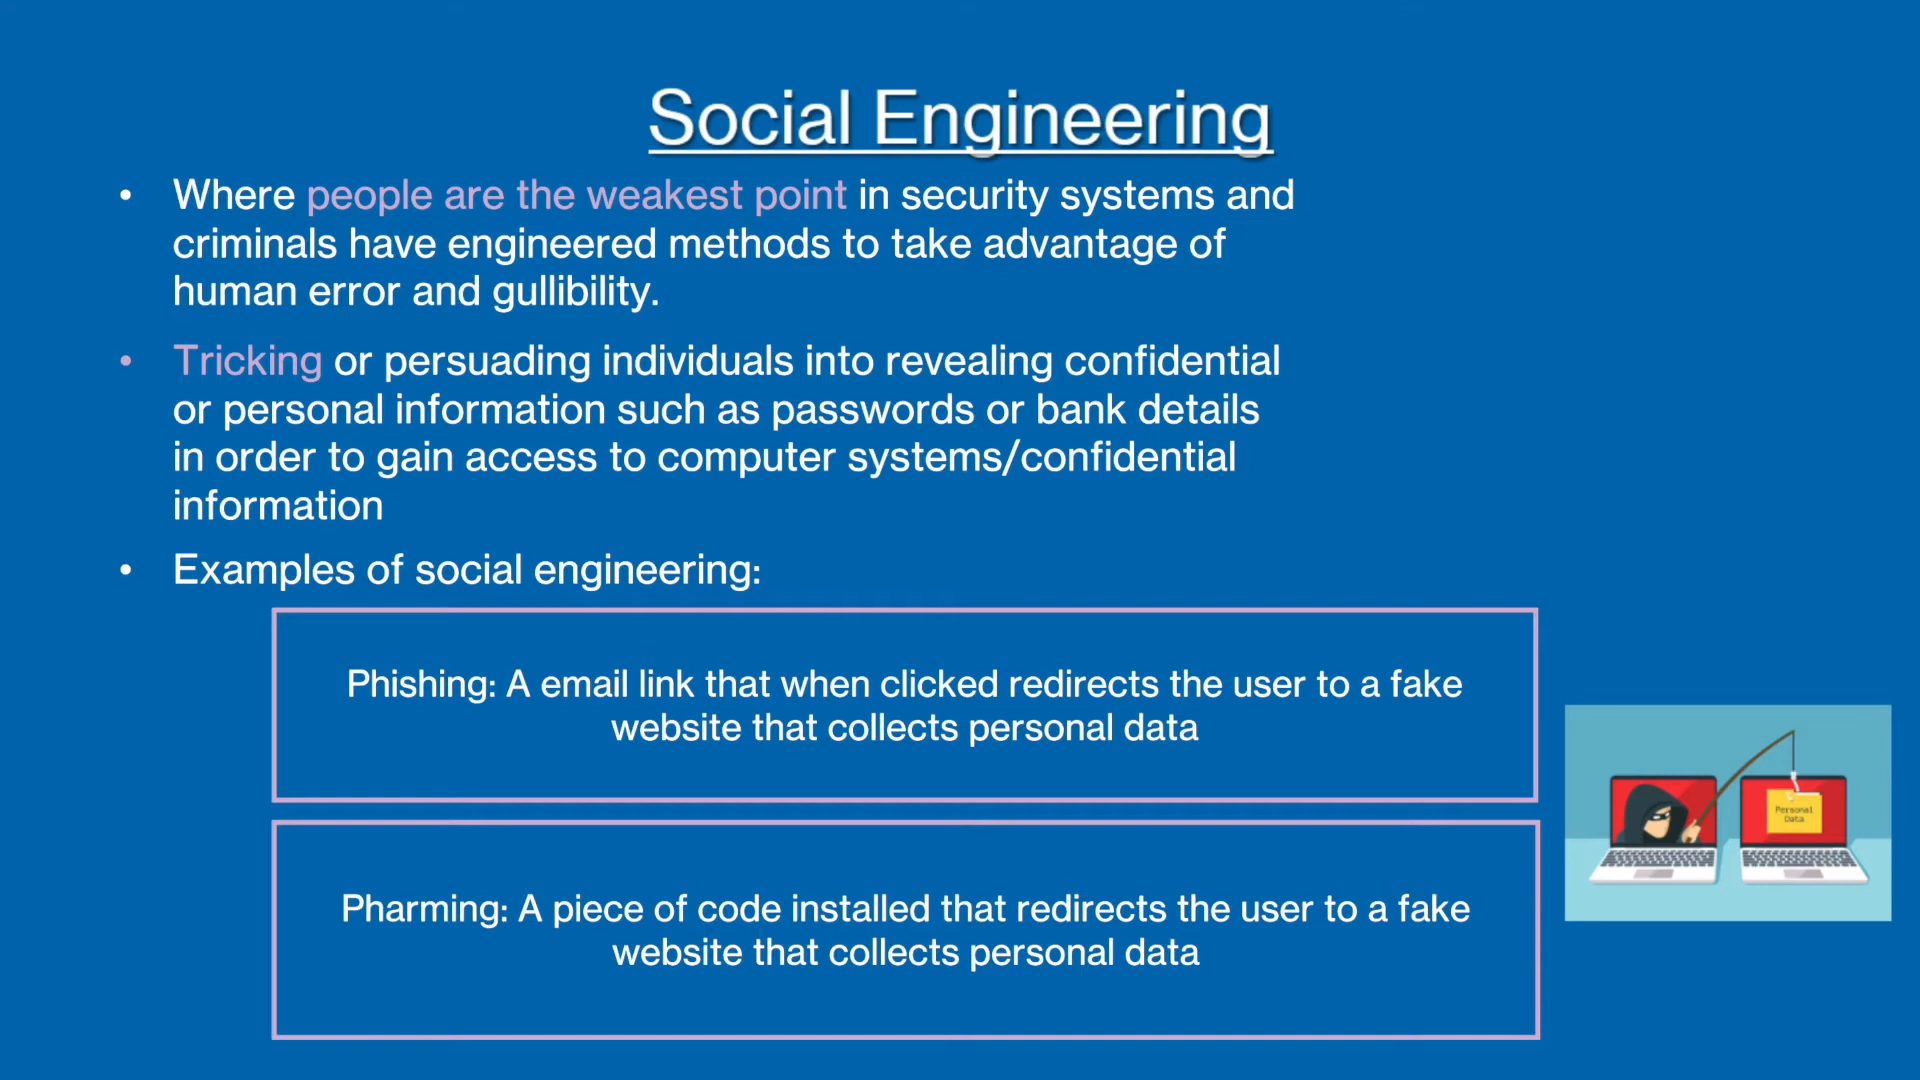 Social Engineering
• Where people are the weakest point in security systems and
criminals have engineered methods to take advantage of
human error and gullibility.
• Tricking or persuading individuals into revealing confidential
or personal information such as passwords or bank details
in order to gain access to computer systems/confidential
information
• Examples of social engineering:
Phishing: A email link that when clicked redirects the user to a fake
website that collects personal data
Personal
Data
Pharming: A piece of code installed that redirects the user to a fake
website that collects personal data